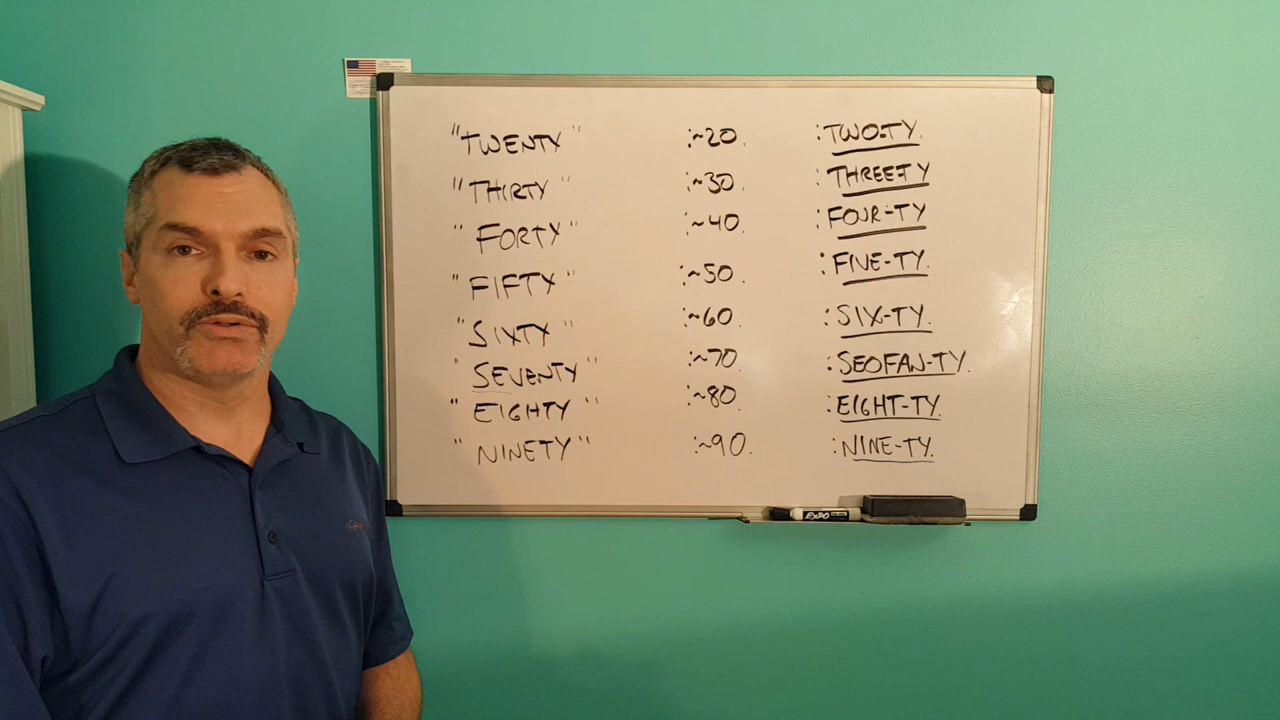 "TWENTY" :~20. :TWO-TY.
"THIRTY" :~30. :THREE-TY
"FORTY" :~40. :FOUR-TY
"FIFTY" :~50. :FIVE-TY.
"SIXTY" :~60. :SIX-TY.
"SEVENTY" :~70. :SEOFAN-TY.
"EIGHTY" :~80. :EIGHT-TY.
"NINETY" :~90. :NINE-TY.
EXPO